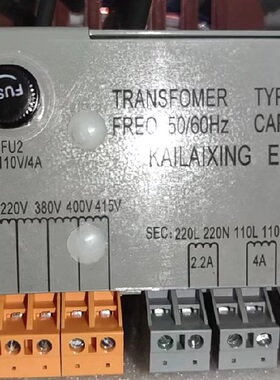 FUS
TRANSFOMER TYP
FU2 FREQ 50/60Hz CAP
110V/4A KAILAIXING E
220V 380V 400V 415V
SEC: 220L 220N 110L 110
2.2A 4A